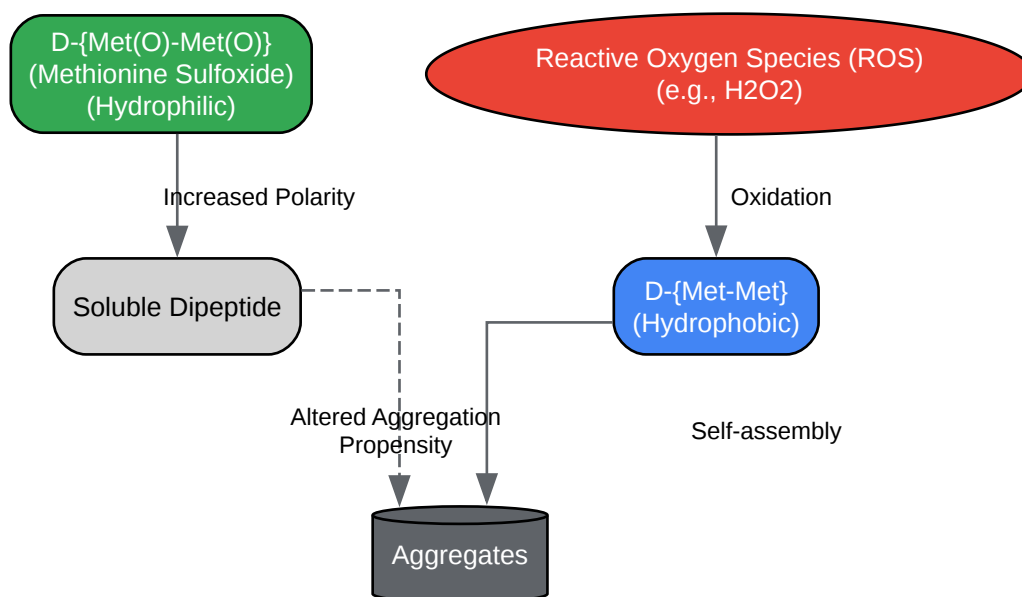 D-{Met(O)-Met(O)}
(Methionine Sulfoxide)
(Hydrophilic)
Reactive Oxygen Species (ROS)
(e.g., H2O2)
Increased Polarity
Oxidation
Soluble Dipeptide
D-{Met-Met}
(Hydrophobic)
Altered Aggregation
Propensity
Self-assembly
Aggregates